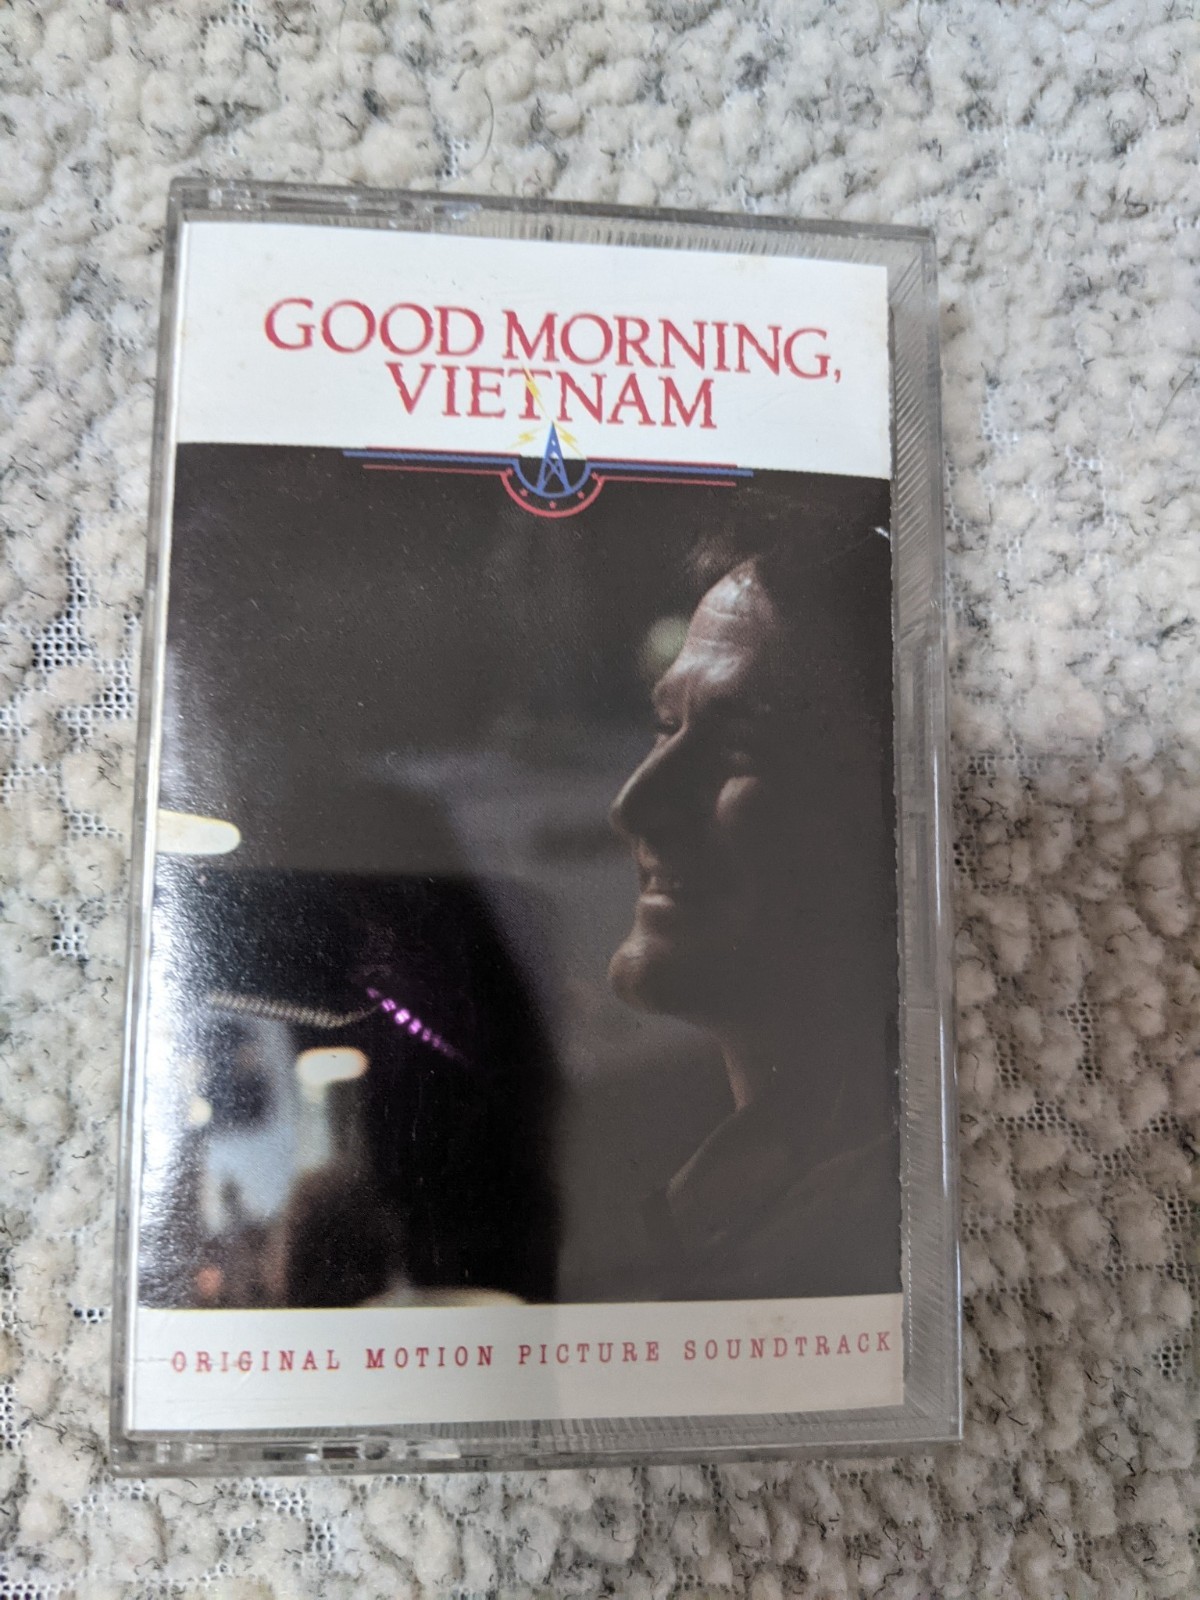 GOOD MORNING,
VIETNAM
ORIGINAL MOTION PICTURE SOUNDTRACK